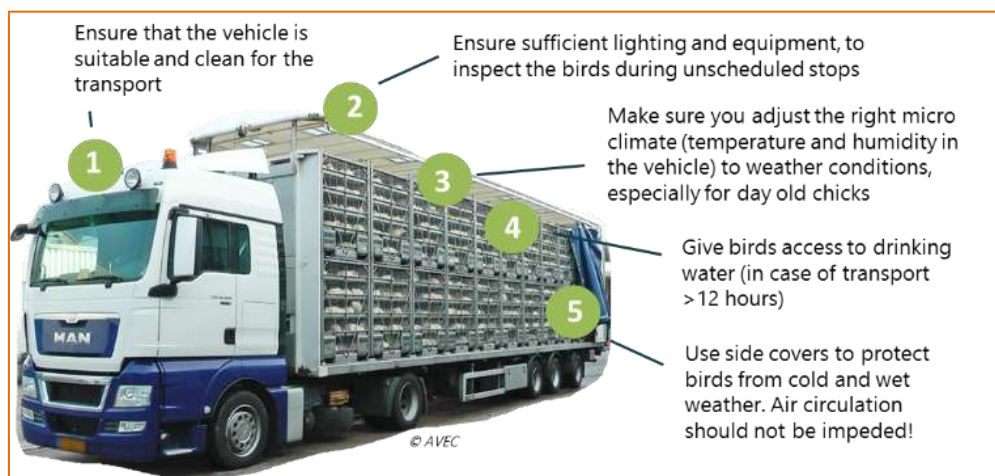 Ensure that the vehicle is
suitable and clean for the
transport
Ensure sufficient lighting and equipment, to
inspect the birds during unscheduled stops
Make sure you adjust the right micro
climate (temperature and humidity in
the vehicle) to weather conditions,
especially for day old chicks
Give birds access to drinking
water (in case of transport
>12 hours)
Use side covers to protect
birds from cold and wet
weather. Air circulation
should not be impeded!
1
2
3
4
5
MAN
© AVEC